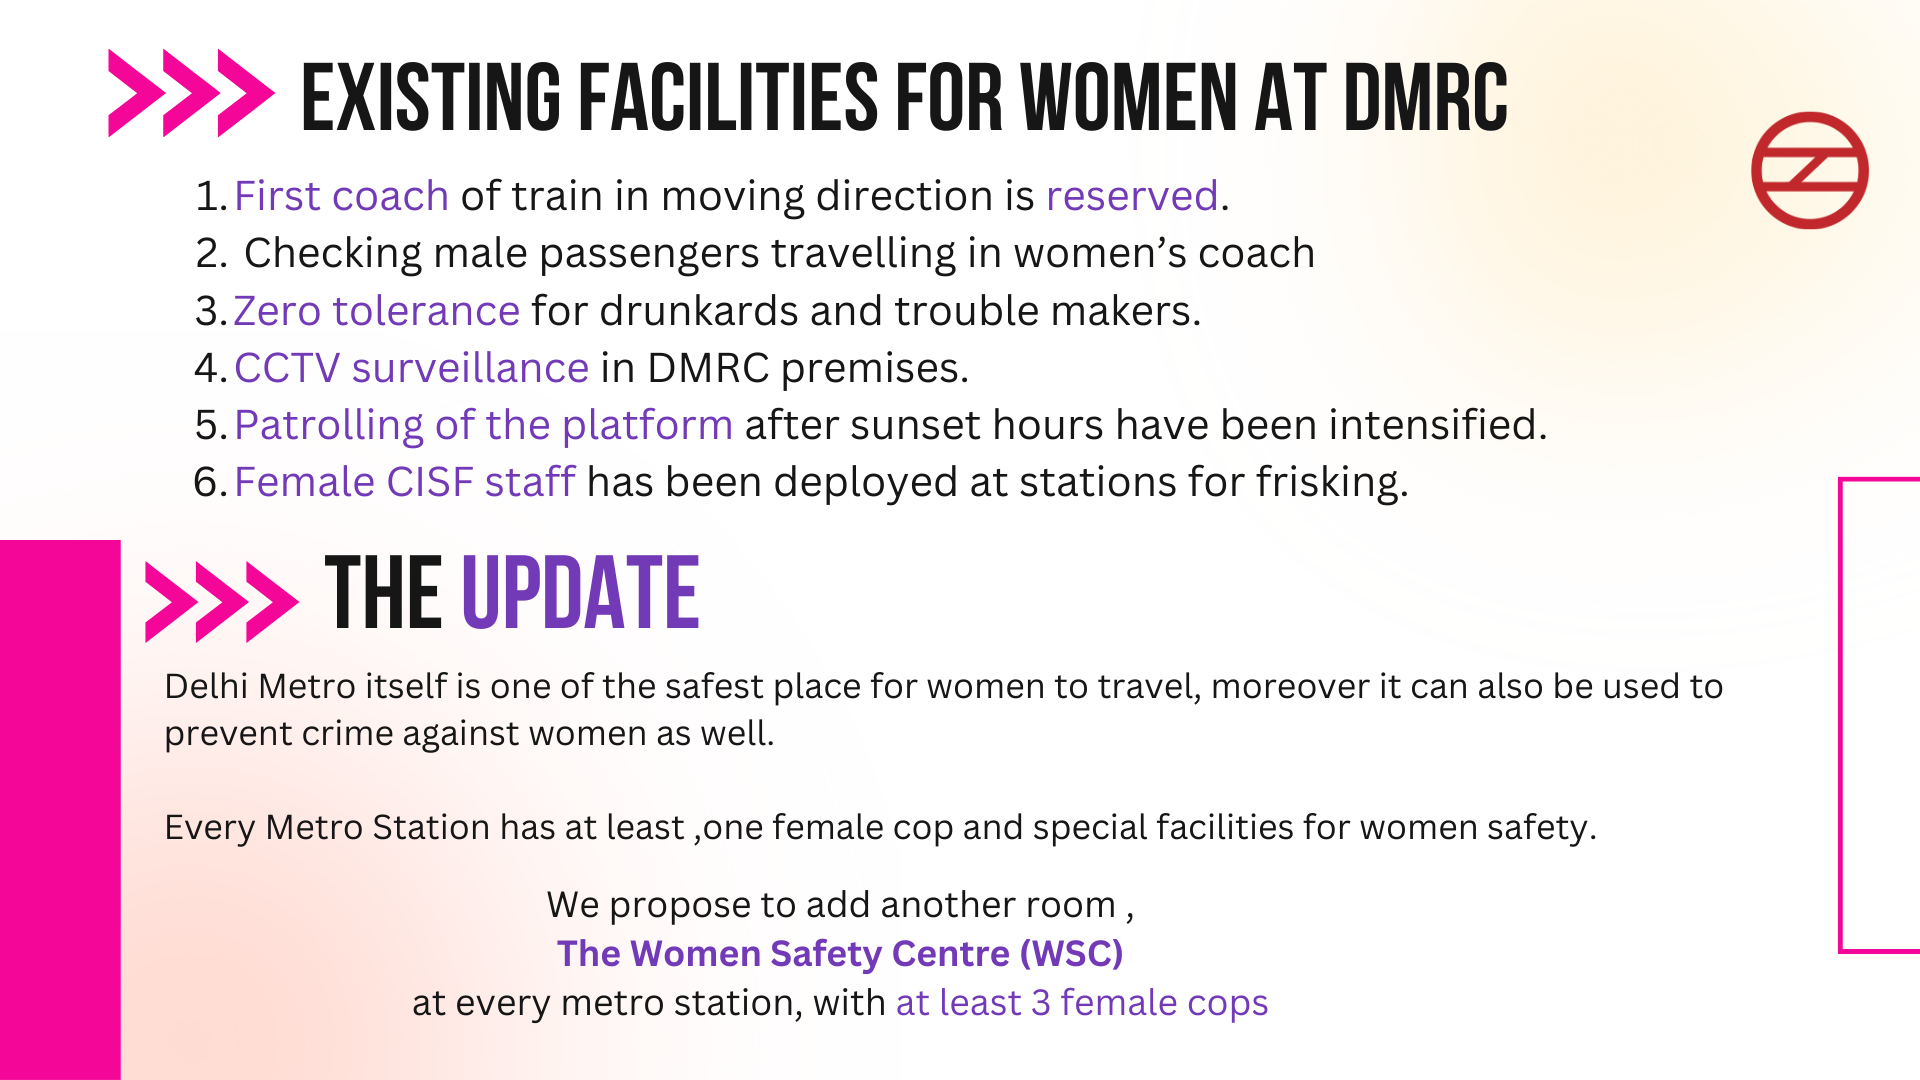 EXISTING FACILITIES FOR WOMEN AT DMRC
1. First coach of train in moving direction is reserved.
2. Checking male passengers travelling in women’s coach
3. Zero tolerance for drunkards and trouble makers.
4. CCTV surveillance in DMRC premises.
5. Patrolling of the platform after sunset hours have been intensified.
6. Female CISF staff has been deployed at stations for frisking.
THE UPDATE
Delhi Metro itself is one of the safest place for women to travel, moreover it can also be used to
prevent crime against women as well.
Every Metro Station has at least ,one female cop and special facilities for women safety.
We propose to add another room ,
The Women Safety Centre (WSC)
at every metro station, with at least 3 female cops